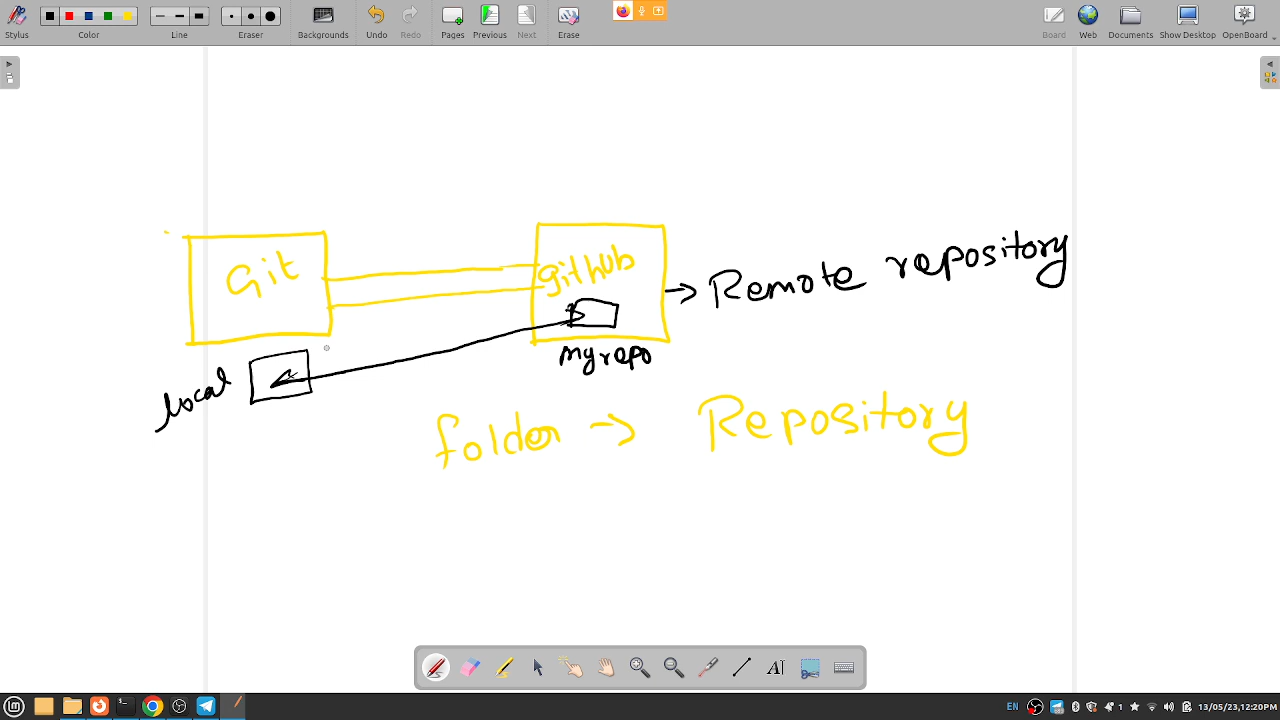 Stylus Color Line Eraser Backgrounds Undo Redo Pages Previous Next Erase Board Web Documents Show Desktop OpenBoard
Git
github
Remote repository
myrepo
local
folder → Repository
EN 1 13/05/23, 12:20PM